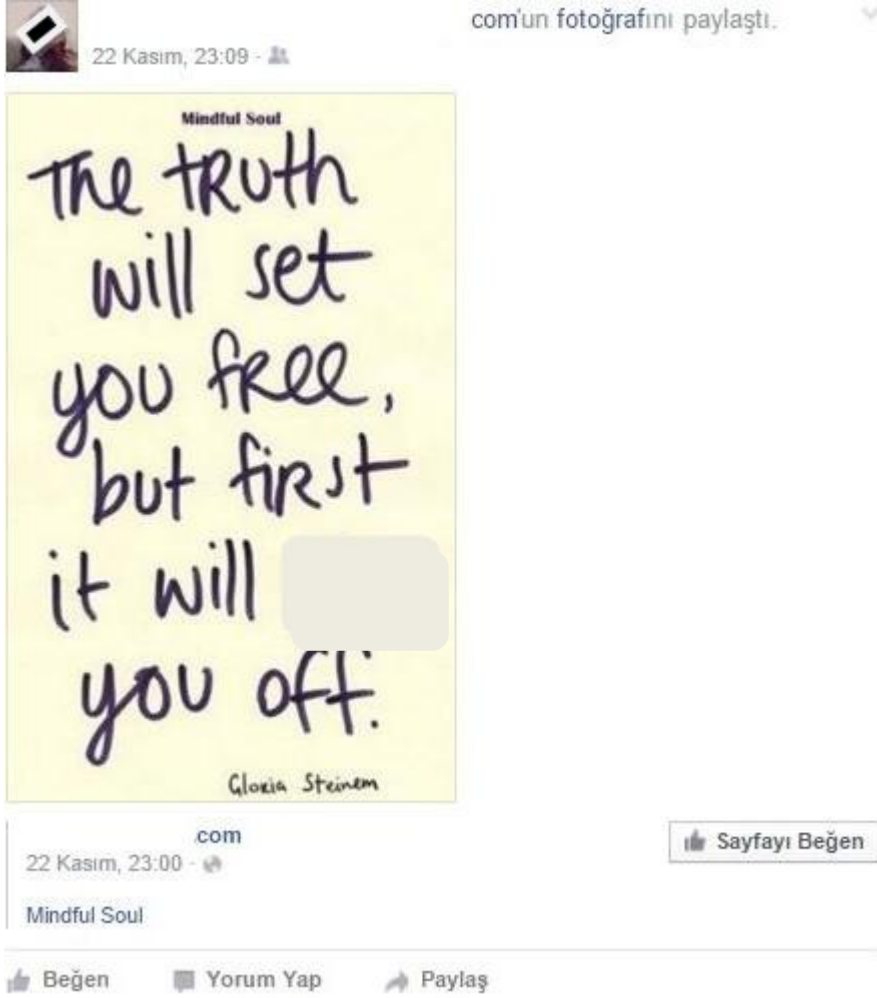 com'un fotoğrafını paylaştı.
22 Kasım, 23:09
Mindful Soul
The truth
will set
you free,
but first
it will
you off.
Gloria Steinem
.com
22 Kasım, 23:00
Sayfayı Beğen
Mindful Soul
Beğen Yorum Yap Paylaş